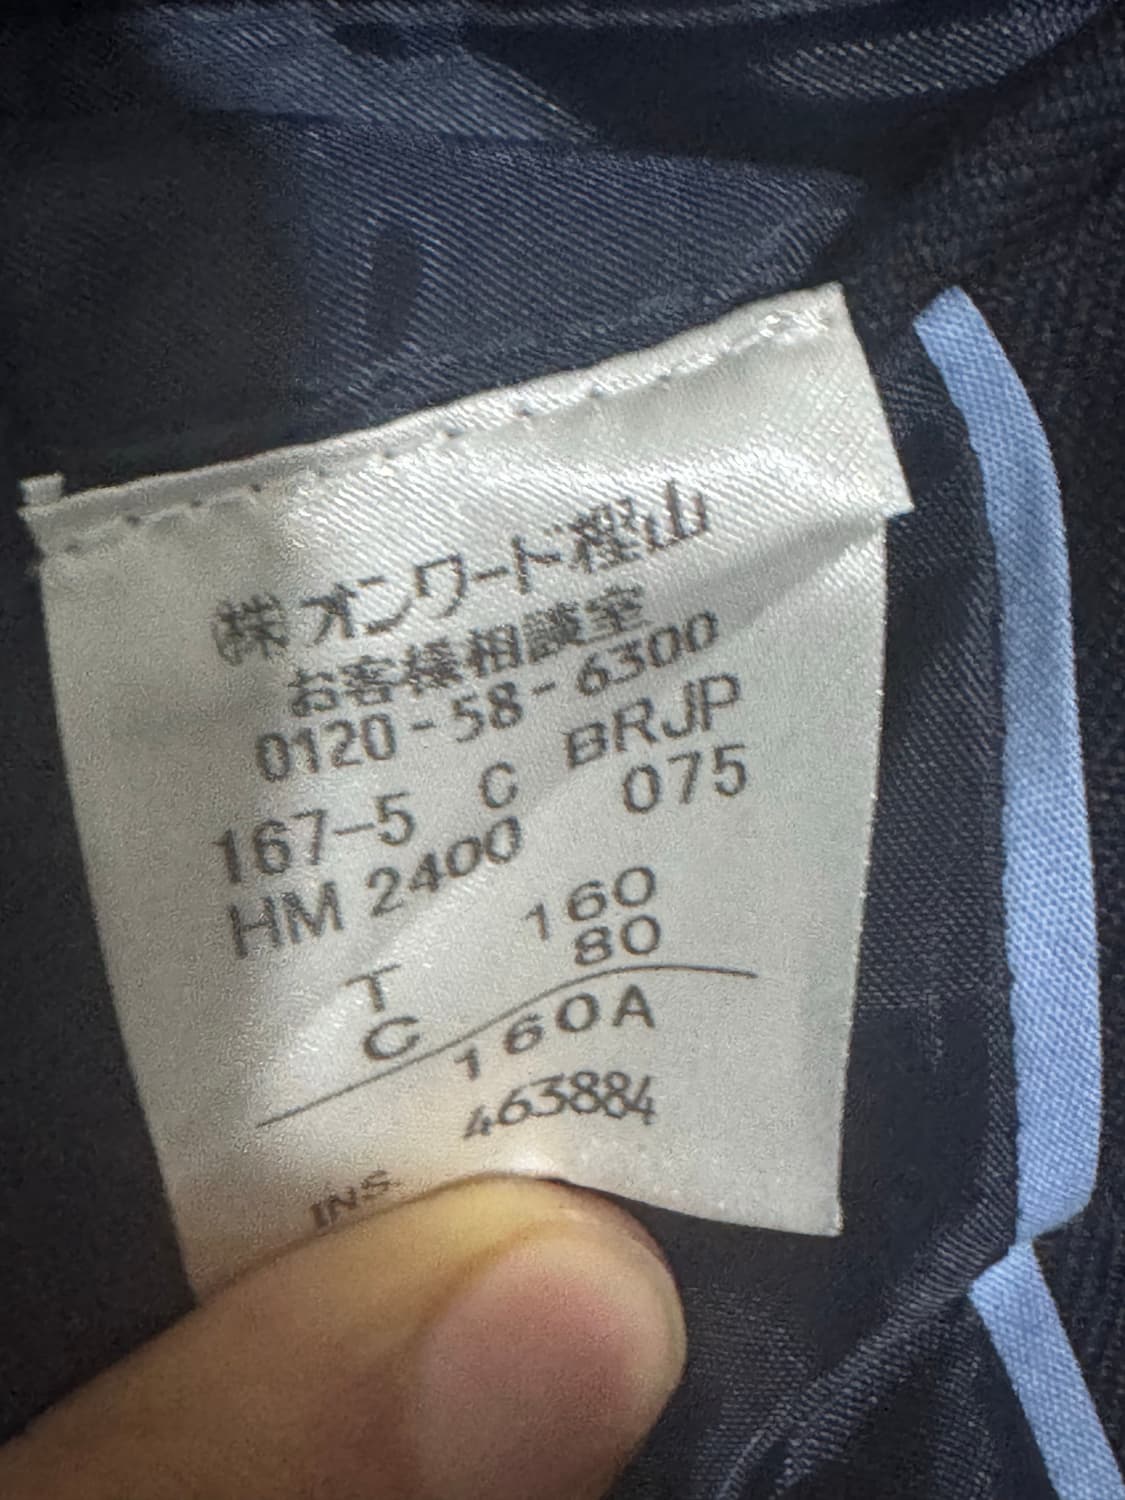 (株)オンワード樫山
お客様相談室
0120-58-6300
167-5 C BRJP
HM 2400 075
T 160
C 80
160A
463884
INS.